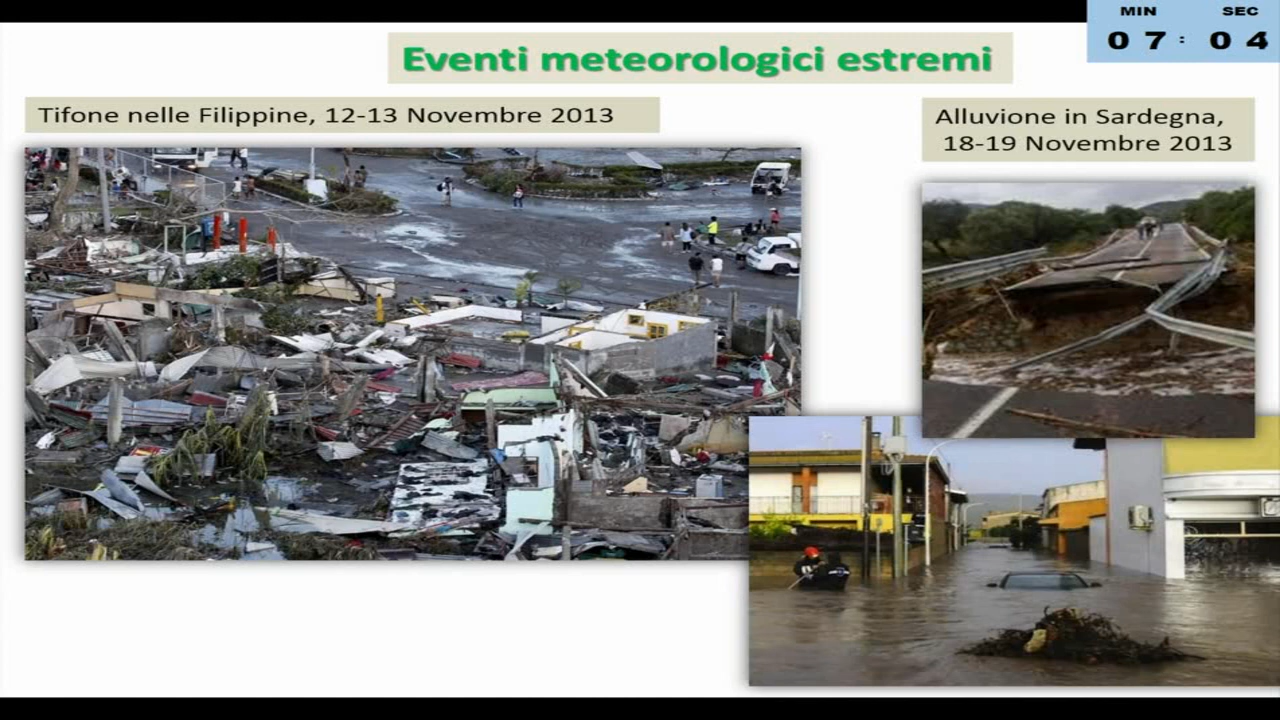 MIN SEC
07: 04
Eventi meteorologici estremi
Tifone nelle Filippine, 12-13 Novembre 2013
Alluvione in Sardegna,
18-19 Novembre 2013